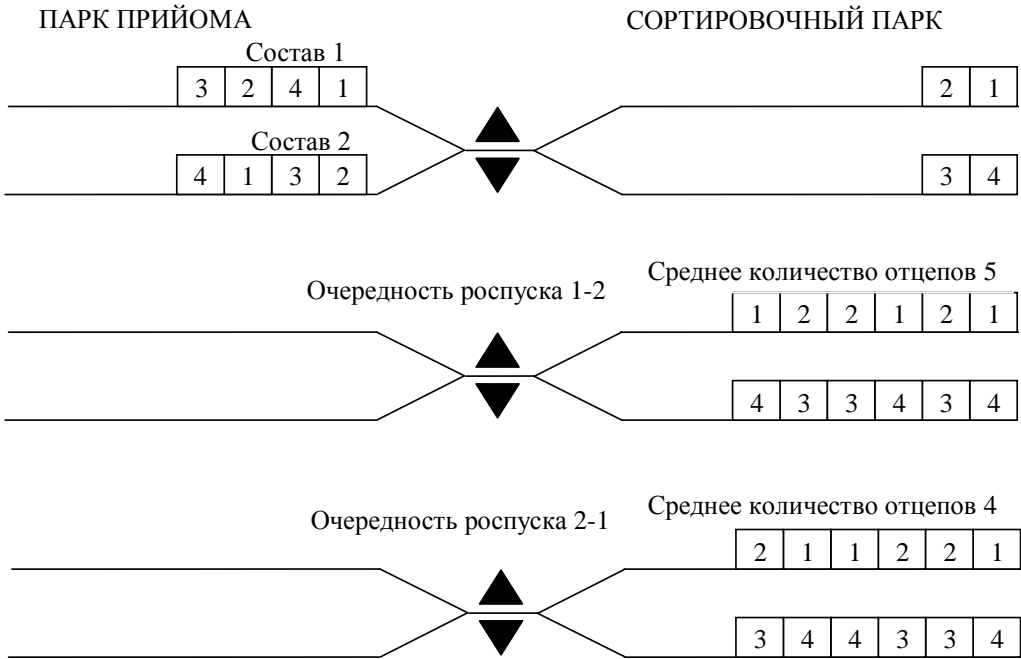 ПАРК ПРИЙОМА СОРТИРОВОЧНЫЙ ПАРК
Состав 1
3 2 4 1 2 1
Состав 2
4 1 3 2 3 4
Очередность роспуска 1-2 Среднее количество отцепов 5
1 2 2 1 2 1
4 3 3 4 3 4
Очередность роспуска 2-1 Среднее количество отцепов 4
2 1 1 2 2 1
3 4 4 3 3 4